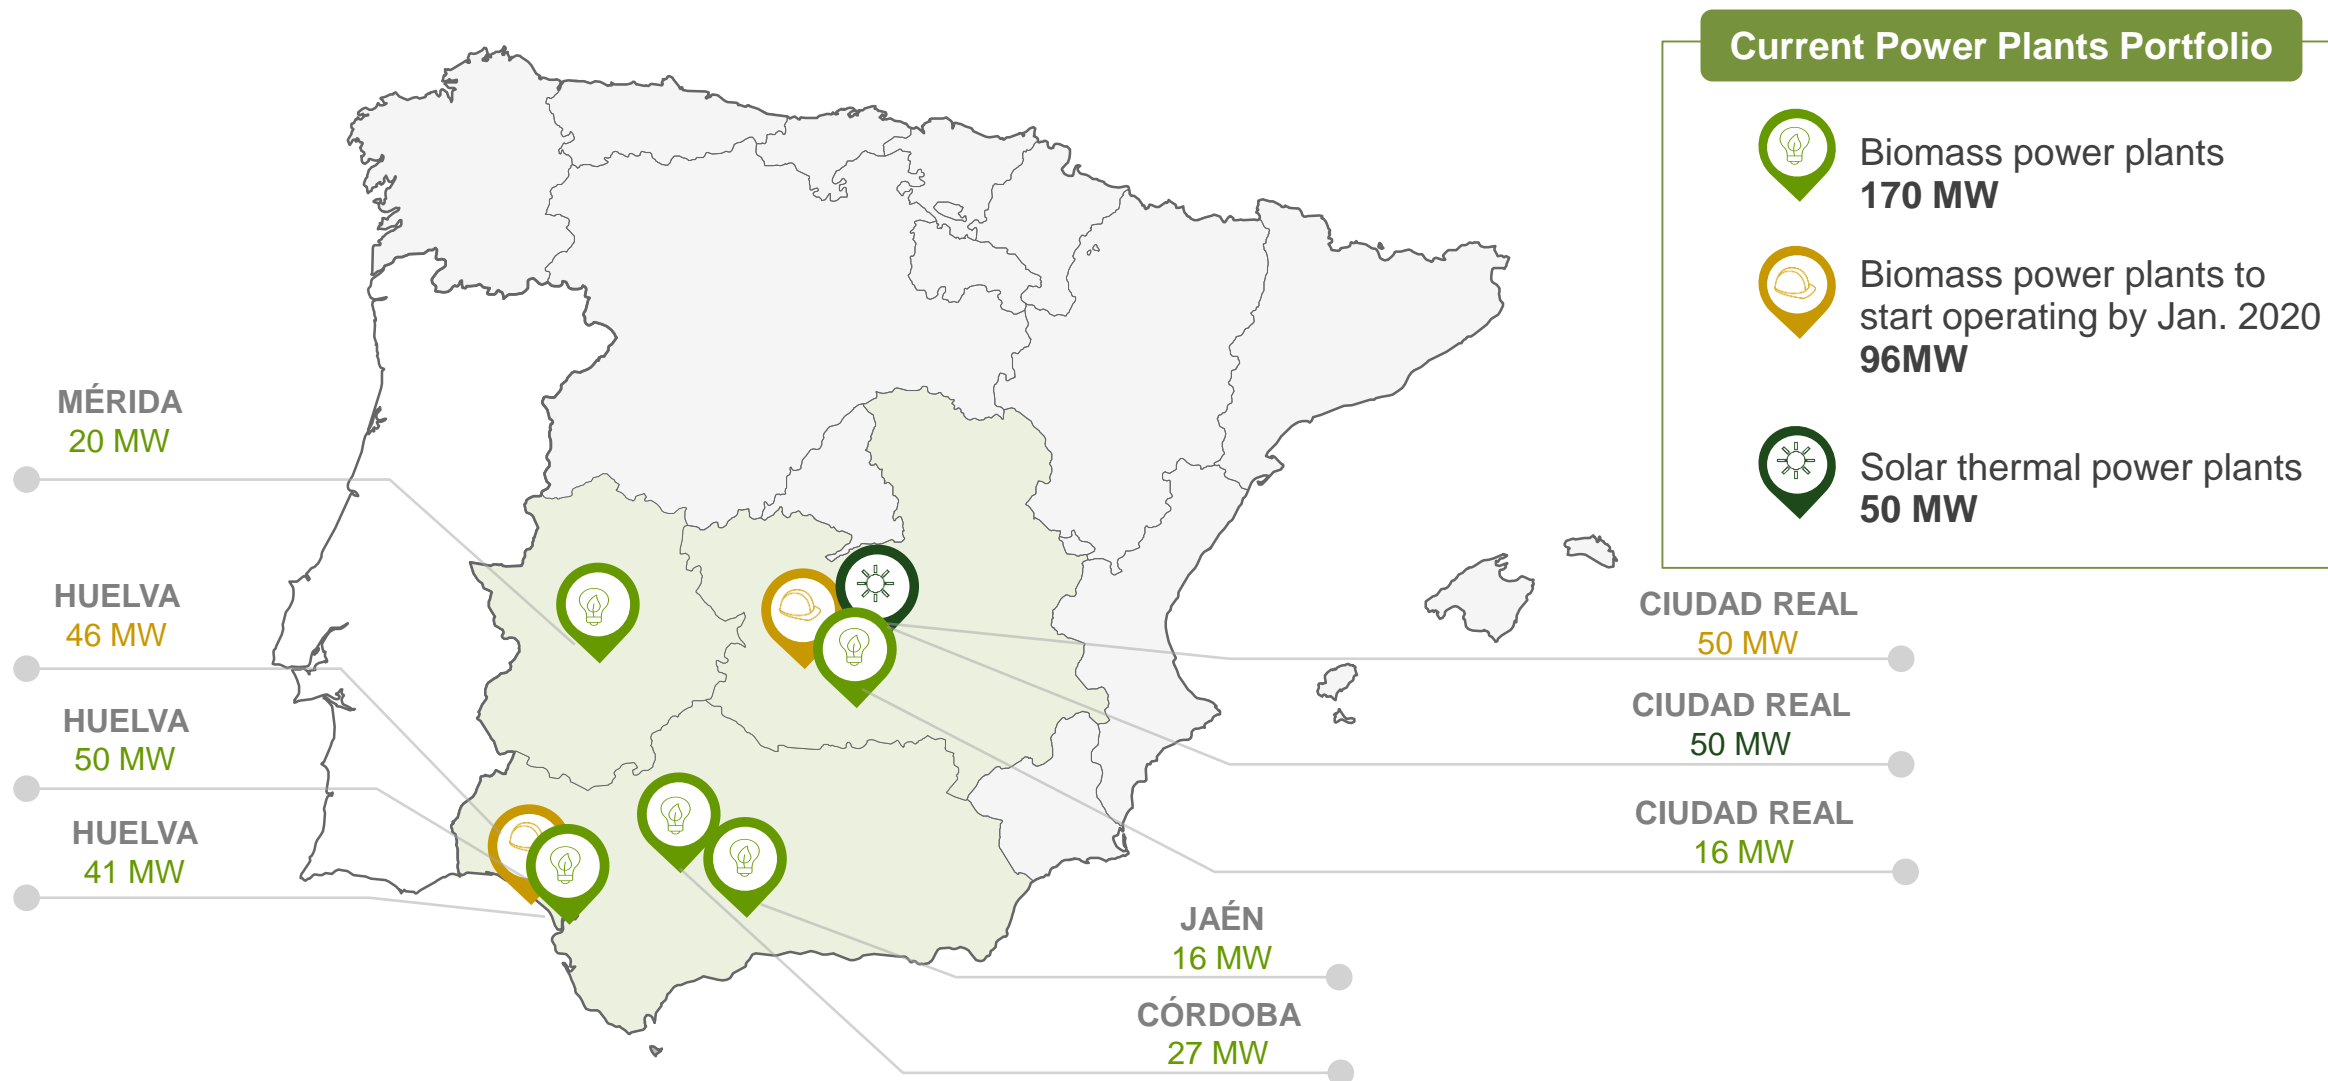 Current Power Plants Portfolio
Biomass power plants
170 MW
Biomass power plants to
start operating by Jan. 2020
96MW
Solar thermal power plants
50 MW
MÉRIDA
20 MW
HUELVA
46 MW
HUELVA
50 MW
HUELVA
41 MW
CIUDAD REAL
50 MW
CIUDAD REAL
50 MW
CIUDAD REAL
16 MW
JAÉN
16 MW
CÓRDOBA
27 MW